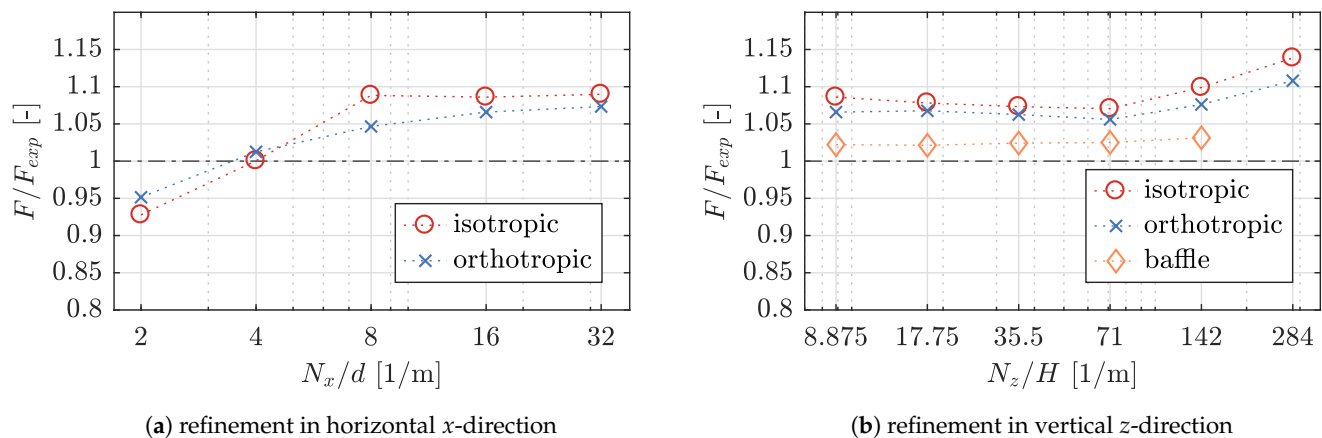 1.15
1.1
1.05
1
0.95
0.9
0.85
0.8
F/F_exp [-]
isotropic
orthotropic
2 4 8 16 32
N_x/d [1/m]
(a) refinement in horizontal x-direction
1.15
1.1
1.05
1
0.95
0.9
0.85
0.8
F/F_exp [-]
isotropic
orthotropic
baffle
8.875 17.75 35.5 71 142 284
N_z/H [1/m]
(b) refinement in vertical z-direction